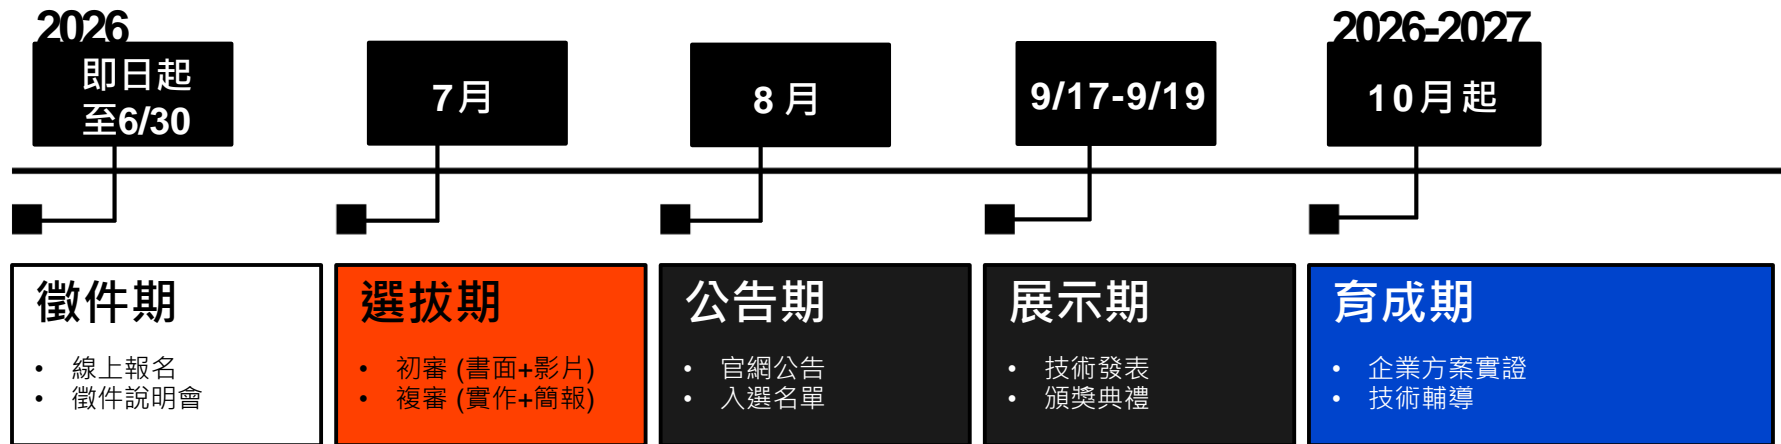 2026
即日起
至6/30
7月
8 月
9/17-9/19
2026-2027
10月起
徵件期
• 線上報名
• 徵件說明會
選拔期
• 初審 (書面+影片)
• 複審 (實作+簡報)
公告期
• 官網公告
• 入選名單
展示期
• 技術發表
• 頒獎典禮
育成期
• 企業方案實證
• 技術輔導